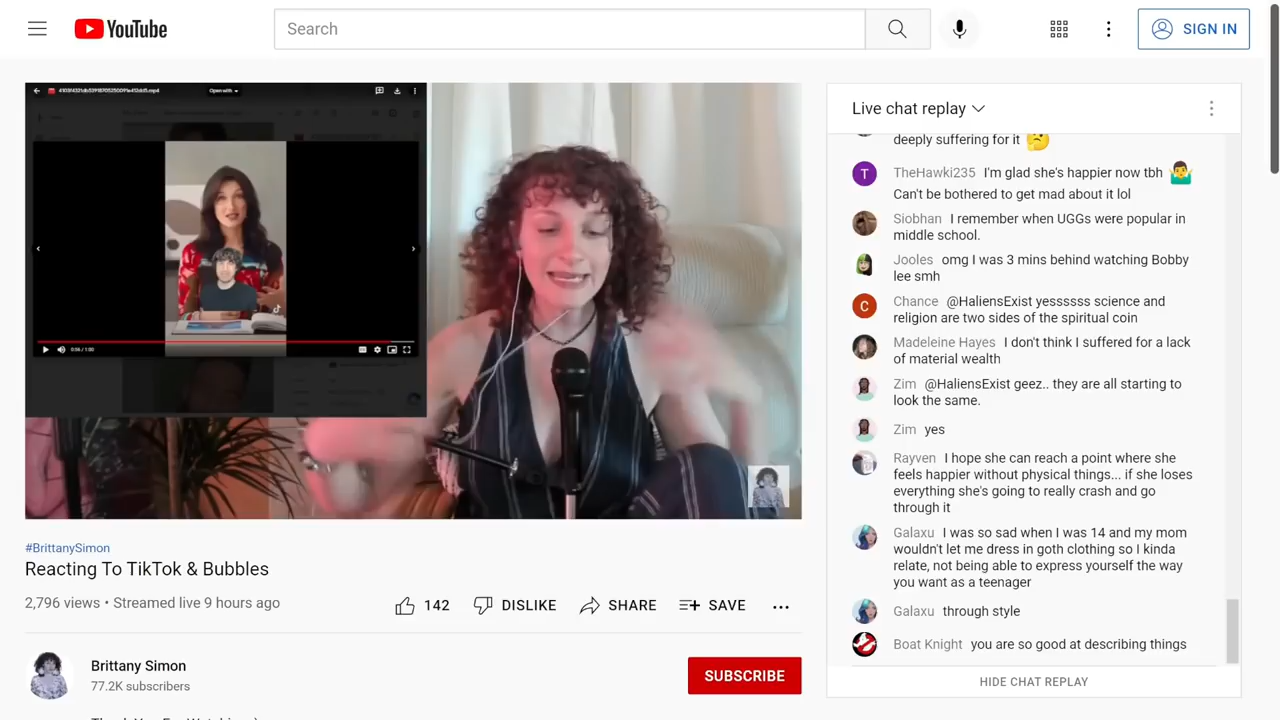 YouTube
Search
SIGN IN
Open with
0:56 / 1:00
Live chat replay
deeply suffering for it
TheHawki235 I'm glad she's happier now tbh
Can't be bothered to get mad about it lol
Siobhan I remember when UGGs were popular in
middle school.
Jooles omg I was 3 mins behind watching Bobby
lee smh
C
Chance @HaliensExist yessssss science and
religion are two sides of the spiritual coin
Madeleine Hayes I don't think I suffered for a lack
of material wealth
Zim @HaliensExist geez.. they are all starting to
look the same.
Zim yes
Rayven I hope she can reach a point where she
feels happier without physical things... if she loses
everything she's going to really crash and go
through it
Galaxu I was so sad when I was 14 and my mom
wouldn't let me dress in goth clothing so I kinda
relate, not being able to express yourself the way
you want as a teenager
Galaxu through style
Boat Knight you are so good at describing things
HIDE CHAT REPLAY
#BrittanySimon
Reacting To TikTok & Bubbles
2,796 views • Streamed live 9 hours ago
142
DISLIKE
SHARE
SAVE
Brittany Simon
77.2K subscribers
SUBSCRIBE